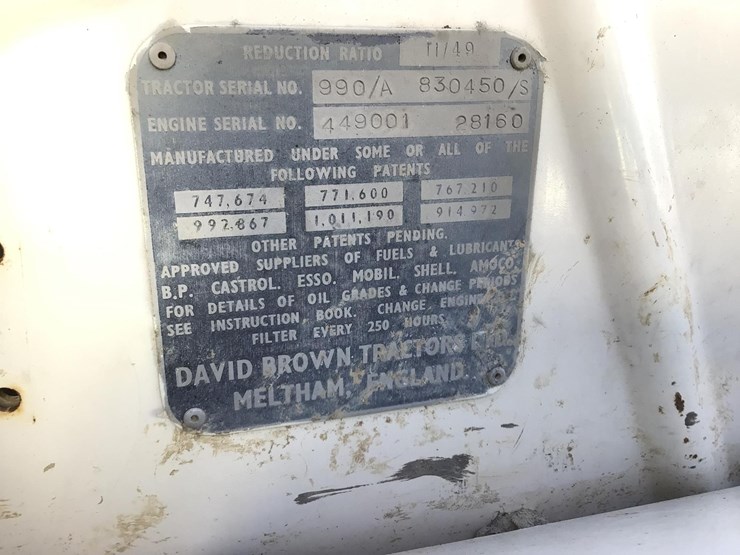 REDUCTION RATIO 11/49
TRACTOR SERIAL NO. 990/A 830450/S
ENGINE SERIAL NO. 449001 28160
MANUFACTURED UNDER SOME OR ALL OF THE
FOLLOWING PATENTS
747,674 771,600 767,210
992,867 1,011,190 914,972
OTHER PATENTS PENDING.
APPROVED SUPPLIERS OF FUELS & LUBRICANTS
B.P. CASTROL. ESSO. MOBIL. SHELL. AMOCO.
FOR DETAILS OF OIL GRADES & CHANGE PERIODS
SEE INSTRUCTION BOOK. CHANGE ENGINE
FILTER EVERY 250 HOURS.
DAVID BROWN TRACTORS LTD.
MELTHAM, ENGLAND.